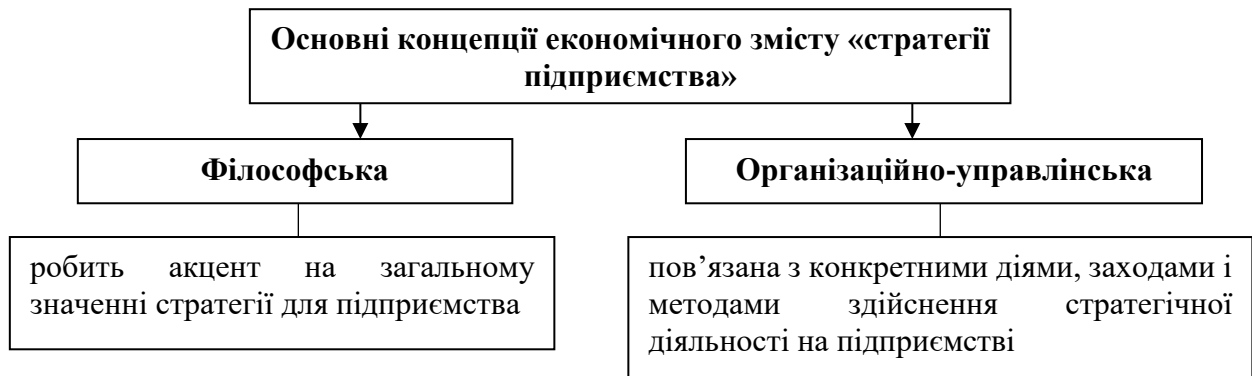 Основні концепції економічного змісту «стратегії
підприємства»
Філософська
Організаційно-управлінська
робить акцент на загальному
значенні стратегії для підприємства
пов’язана з конкретними діями, заходами і
методами здійснення стратегічної
діяльності на підприємстві